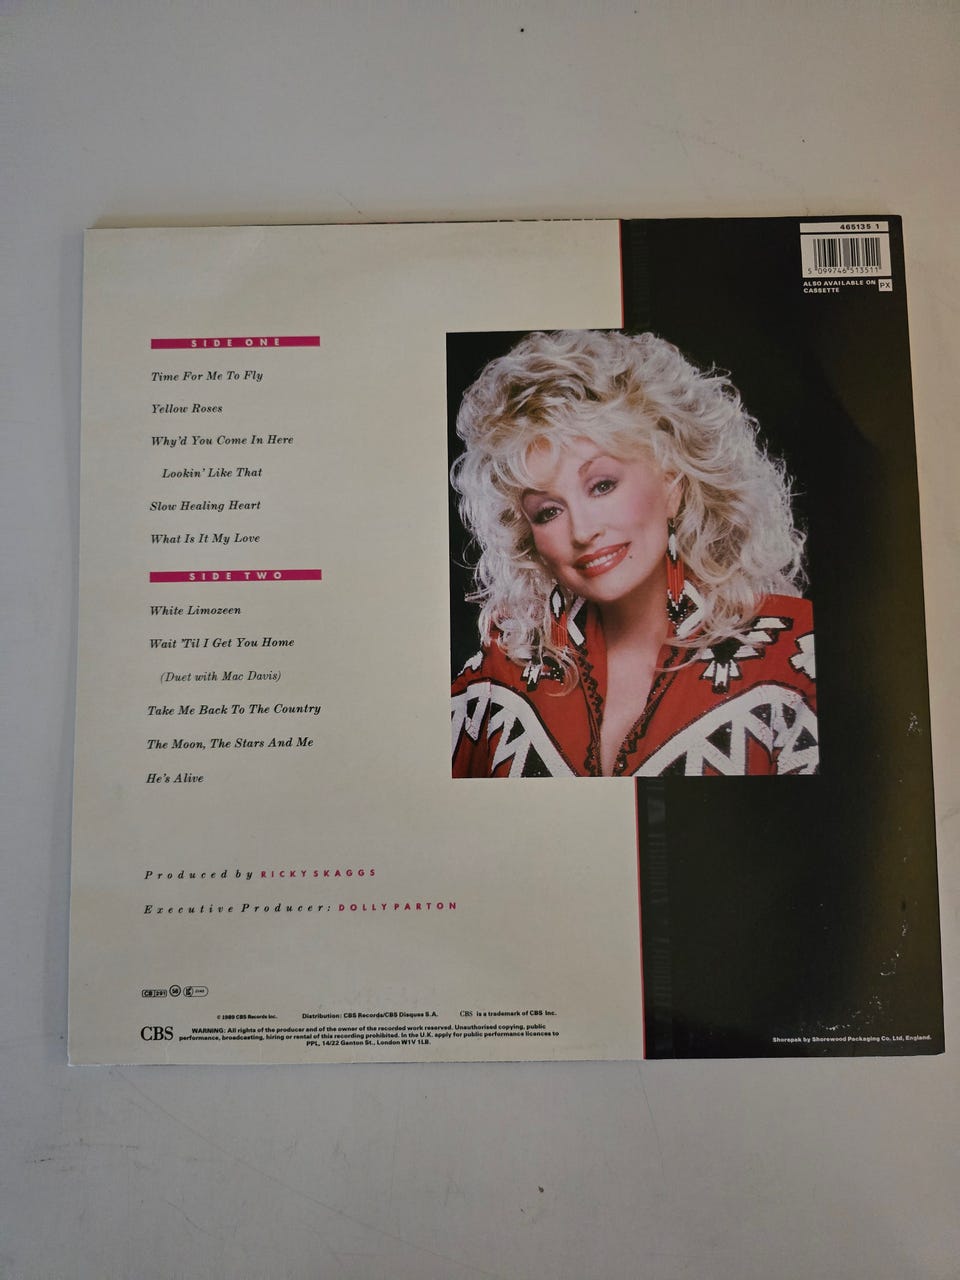 465135 1
5 099746 513511
ALSO AVAILABLE ON
CASSETTE
PX
SIDE ONE
Time For Me To Fly
Yellow Roses
Why'd You Come In Here
Lookin' Like That
Slow Healing Heart
What Is It My Love
SIDE TWO
White Limozeen
Wait 'Til I Get You Home
(Duet with Mac Davis)
Take Me Back To The Country
The Moon, The Stars And Me
He's Alive
Produced by RICKY SKAGGS
Executive Producer: DOLLY PARTON
CB 291
© 1989 CBS Records Inc. Distribution: CBS Records/CBS Disques S.A. CBS is a trademark of CBS Inc.
CBS
WARNING: All rights of the producer and of the owner of the recorded work reserved. Unauthorised copying, public
performance, broadcasting, hiring or rental of this recording prohibited. In the U.K. apply for public performance licences to
PPL, 14/22 Ganton St., London W1V 1LB.
Shorepak by Shorewood Packaging Co. Ltd, England.